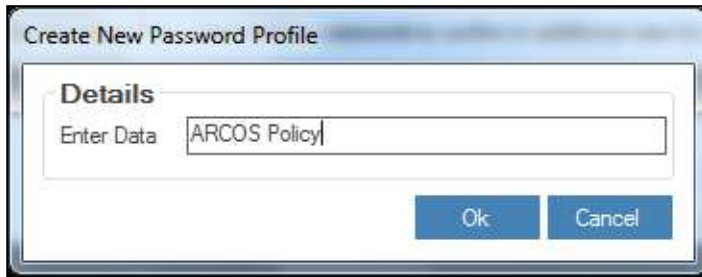 Create New Password Profile
Details
Enter Data ARCOS Policy
Ok Cancel